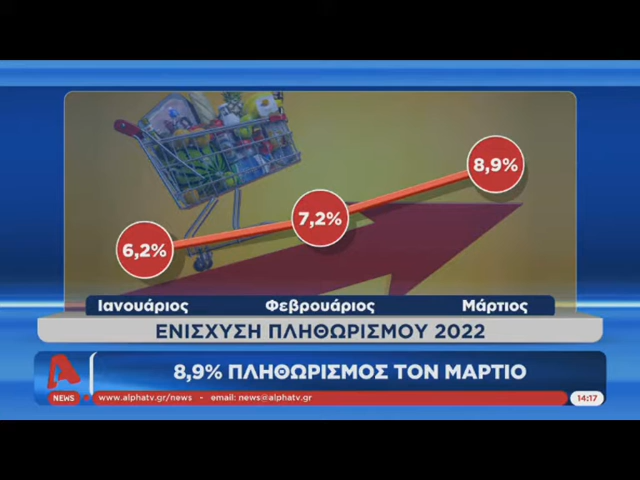 8,9%
7,2%
6,2%
Ιανουάριος Φεβρουάριος Μάρτιος
ΕΝΙΣΧΥΣΗ ΠΛΗΘΩΡΙΣΜΟΥ 2022
8,9% ΠΛΗΘΩΡΙΣΜΟΣ ΤΟΝ ΜΑΡΤΙΟ
NEWS www.alphatv.gr/news - email: news@alphatv.gr 14:17